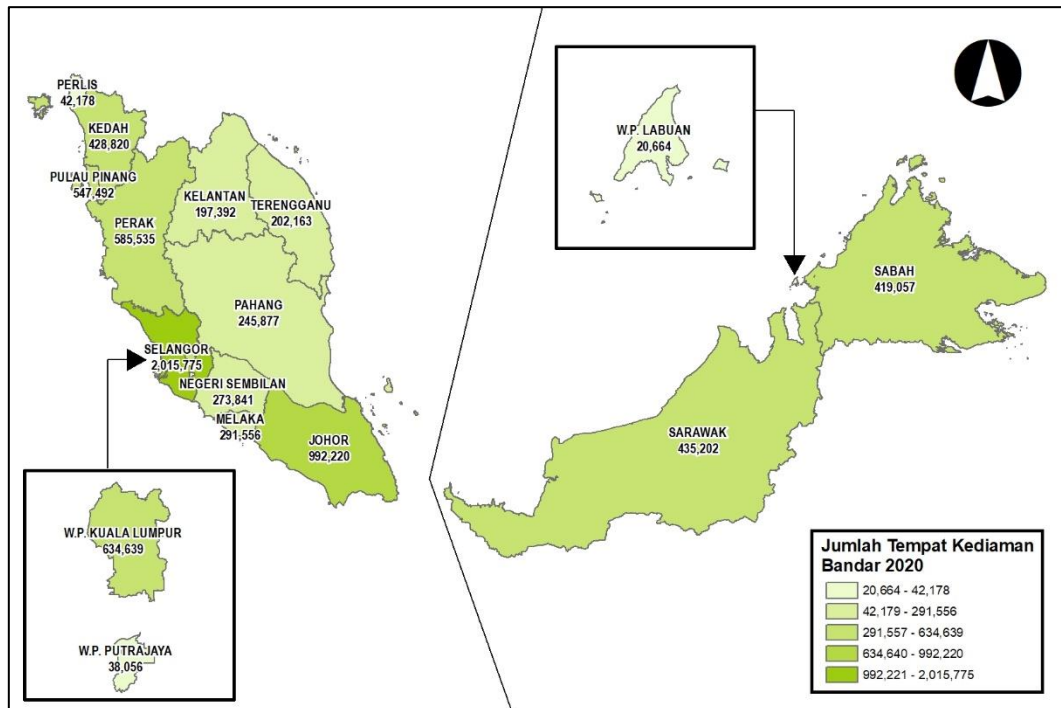 PERLIS
42,178
KEDAH
428,820
PULAU PINANG
547,492
PERAK
585,535
KELANTAN
197,392
TERENGGANU
202,163
PAHANG
245,877
SELANGOR
2,015,775
NEGERI SEMBILAN
273,841
MELAKA
291,556
JOHOR
992,220
W.P. KUALA LUMPUR
634,639
W.P. PUTRAJAYA
38,056
W.P. LABUAN
20,664
SABAH
419,057
SARAWAK
435,202
Jumlah Tempat Kediaman
Bandar 2020
20,664 - 42,178
42,179 - 291,556
291,557 - 634,639
634,640 - 992,220
992,221 - 2,015,775